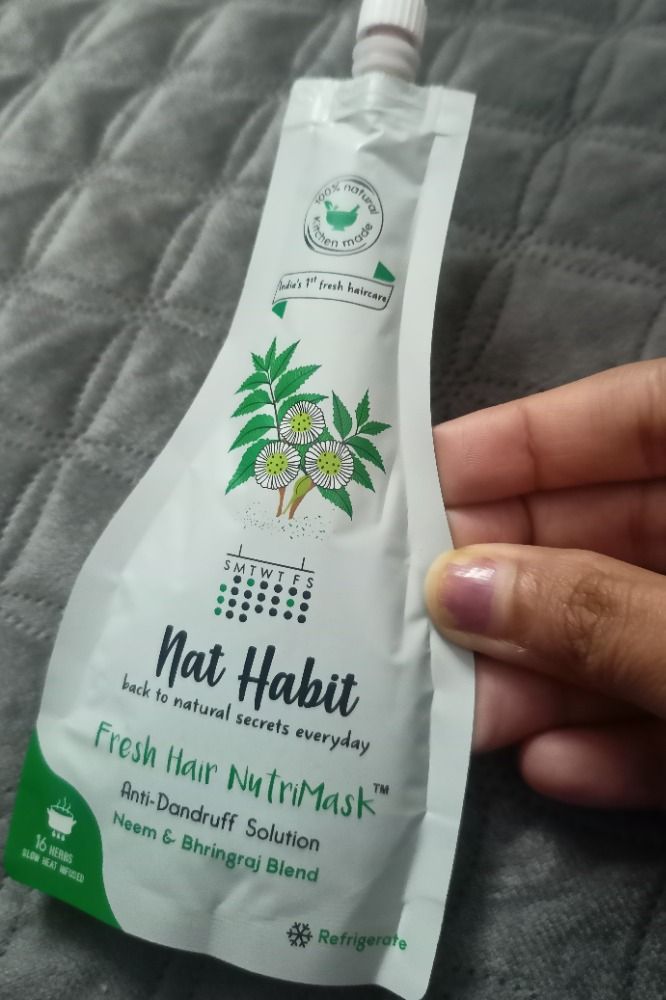 100% natural
Kitchen made
India's 1st fresh haircare
S M T W T F S
Nat Habit
back to natural secrets everyday
Fresh Hair NutriMask™
Anti-Dandruff Solution
Neem & Bhringraj Blend
16 HERBS
SLOW HEAT INFUSED
Refrigerate